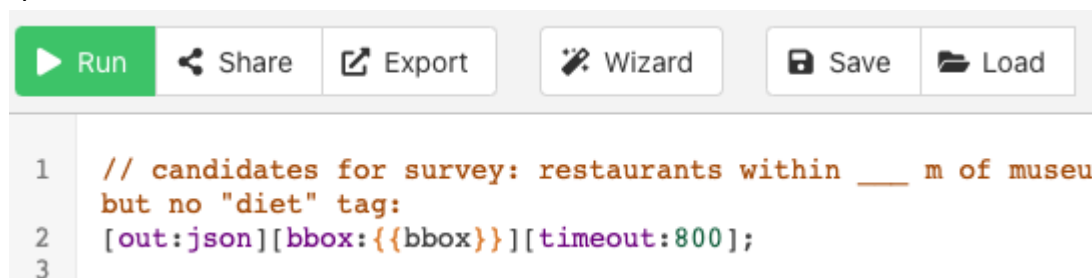 Run Share Export Wizard Save Load
1 // candidates for survey: restaurants within ___ m of
but no "diet" tag:
2 [out:json][bbox:{{bbox}}][timeout:800];
3